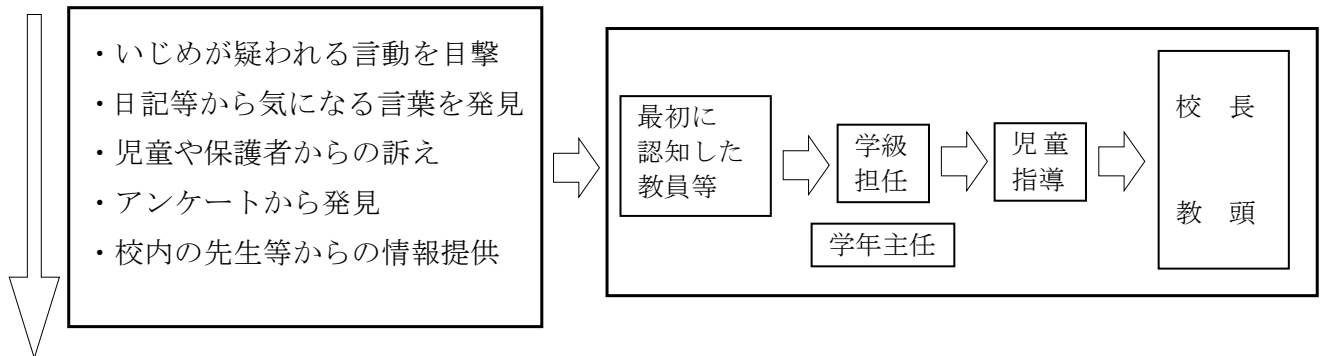 ・いじめが疑われる言動を目撃
・日記等から気になる言葉を発見
・児童や保護者からの訴え
・アンケートから発見
・校内の先生等からの情報提供
最初に
認知した
教員等
学級
担任
学年主任
児童
指導
校　長
教　頭